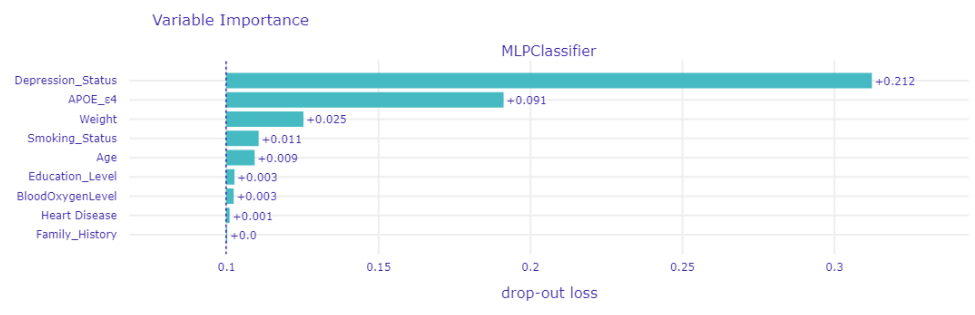 Variable Importance
MLPClassifier
Depression_Status +0.212
APOE_ε4 +0.091
Weight +0.025
Smoking_Status +0.011
Age +0.009
Education_Level +0.003
BloodOxygenLevel +0.003
Heart Disease +0.001
Family_History +0.0
0.1 0.15 0.2 0.25 0.3
drop-out loss